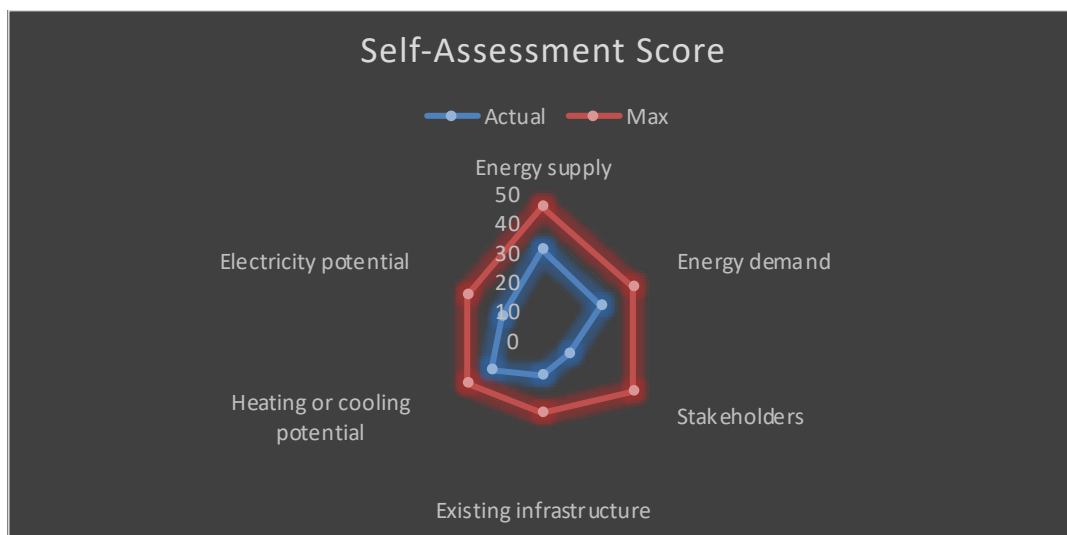 Self-Assessment Score
Actual Max
Energy supply
50
40
30
20
10
0
Electricity potential
Energy demand
Heating or cooling
potential
Stakeholders
Existing infrastructure